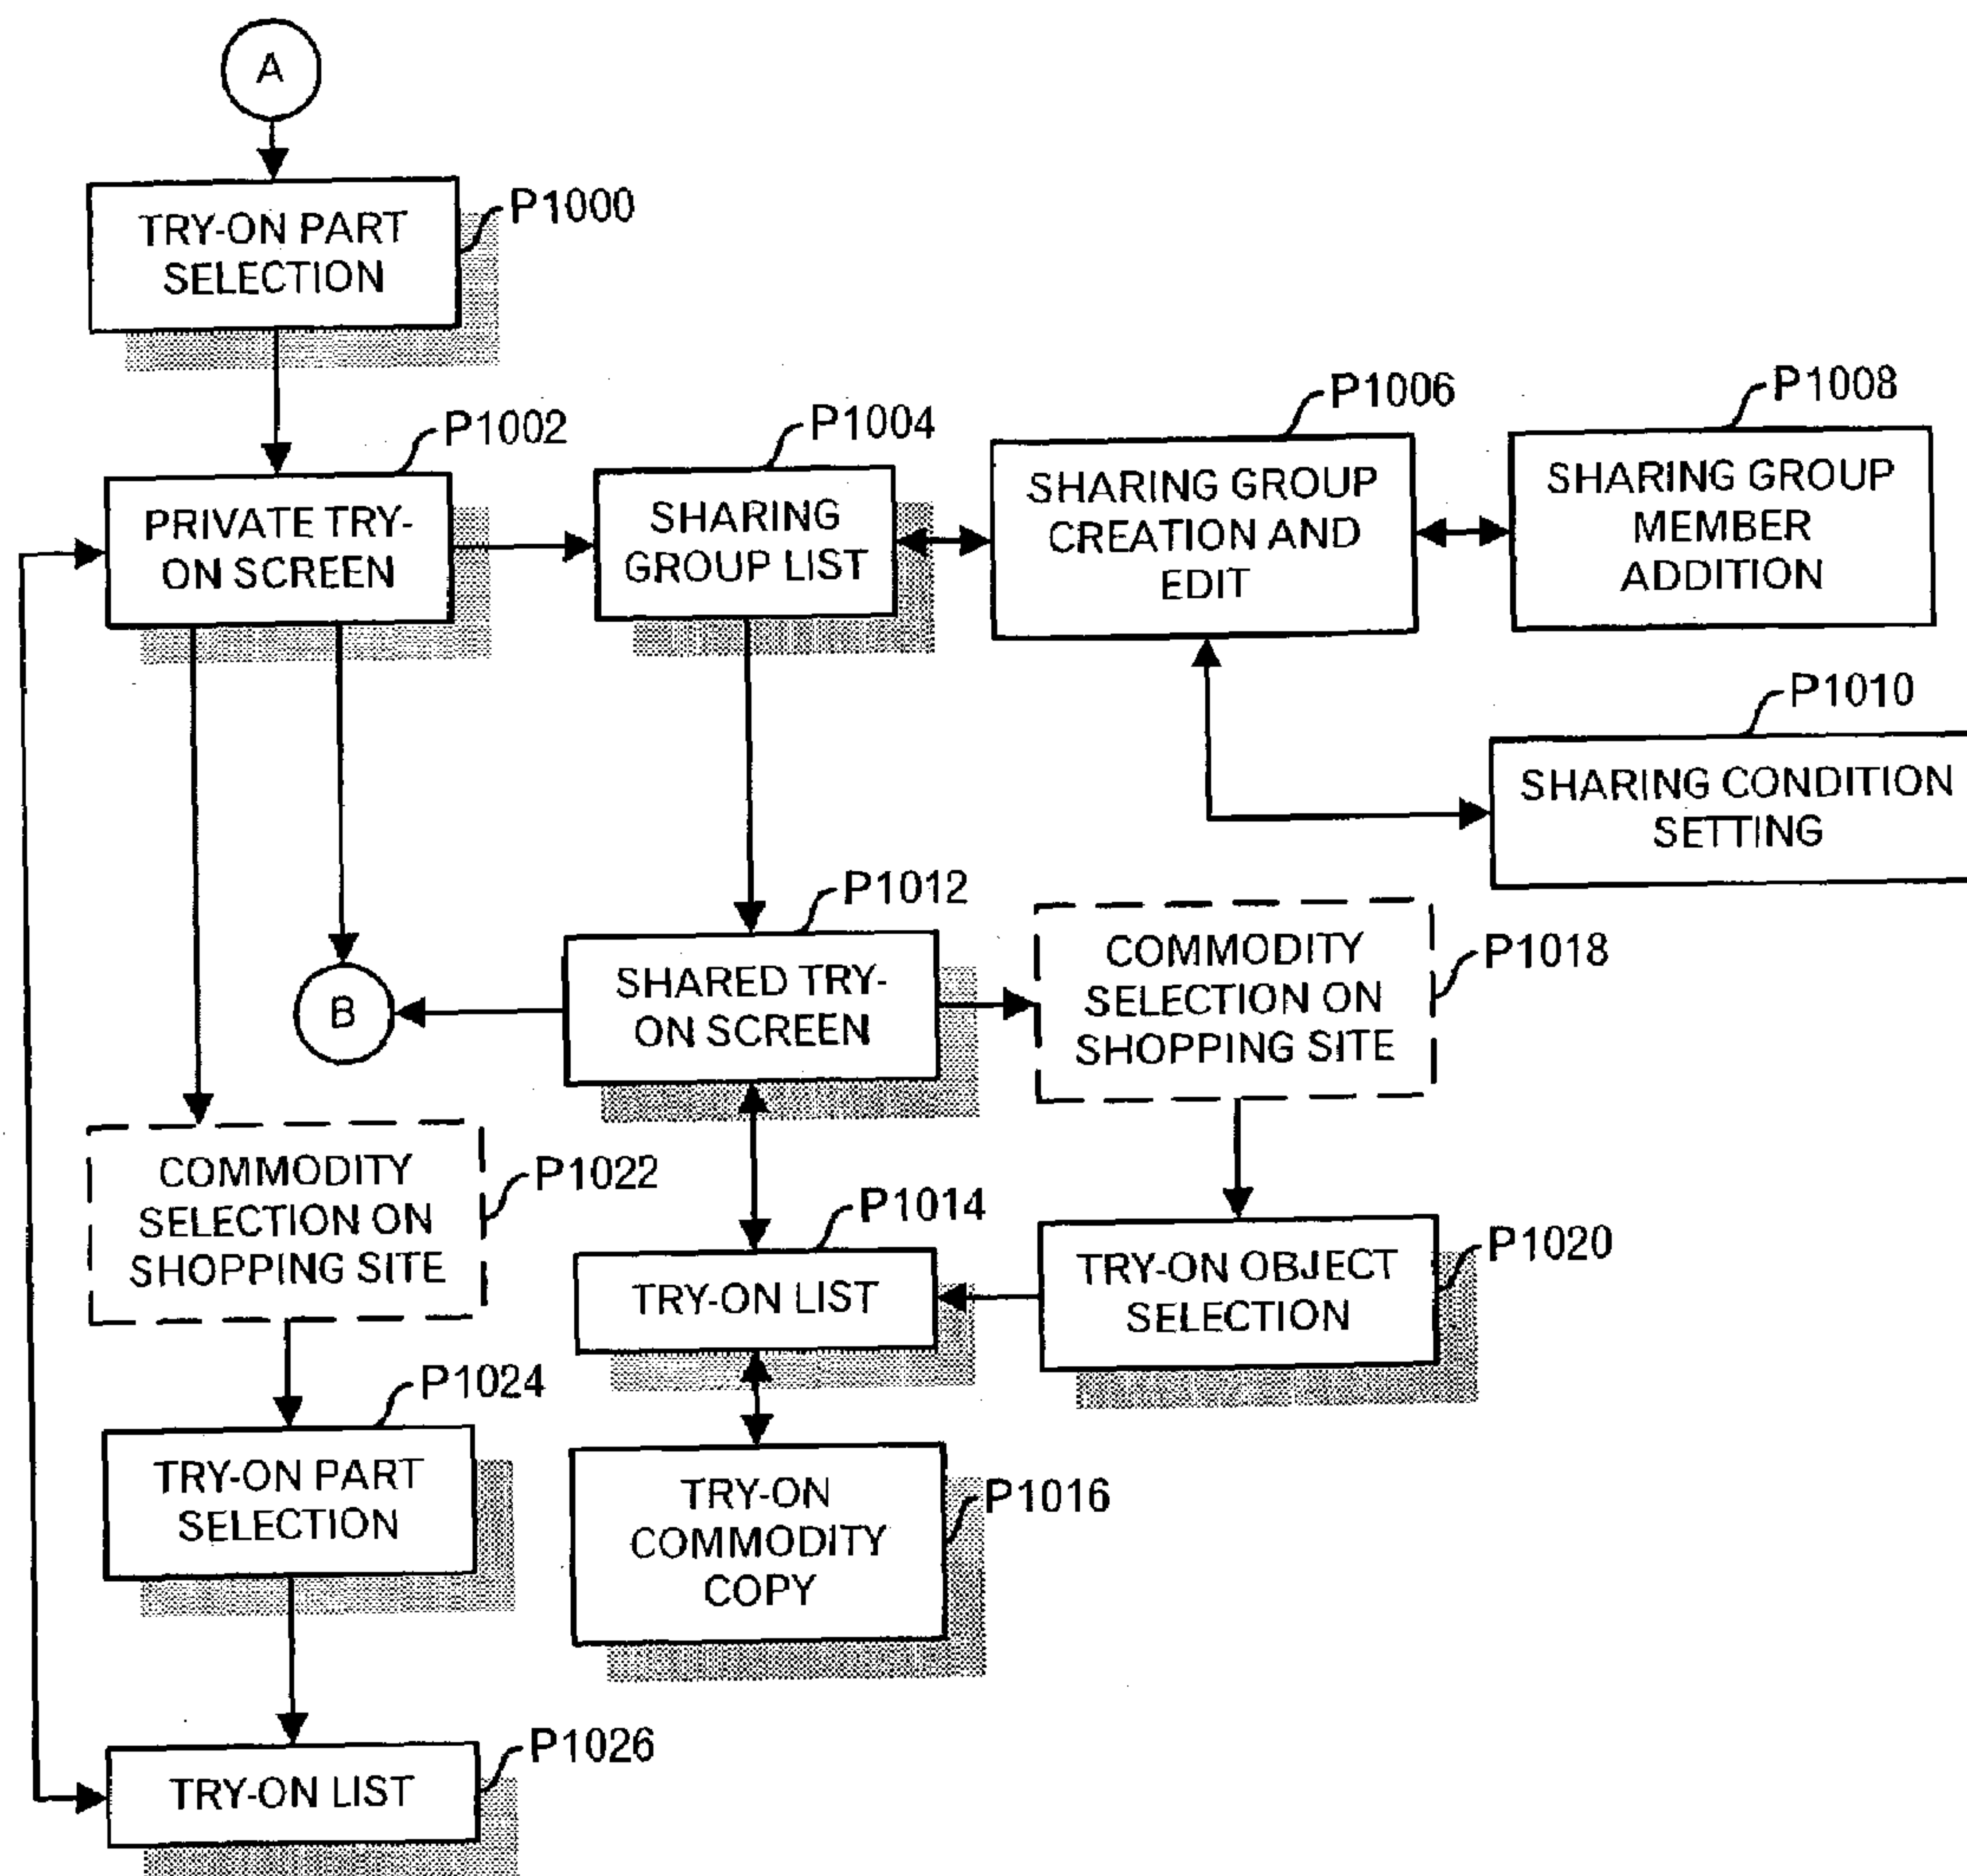 A
P1000
TRY-ON PART
SELECTION
P1002
PRIVATE TRY-
ON SCREEN
P1004
SHARING
GROUP LIST
P1006
SHARING GROUP
CREATION AND
EDIT
P1008
SHARING GROUP
MEMBER
ADDITION
P1010
SHARING CONDITION
SETTING
P1012
SHARED TRY-
ON SCREEN
B
P1018
COMMODITY
SELECTION ON
SHOPPING SITE
P1022
COMMODITY
SELECTION ON
SHOPPING SITE
P1014
TRY-ON LIST
P1020
TRY-ON OBJECT
SELECTION
P1024
TRY-ON PART
SELECTION
P1016
TRY-ON
COMMODITY
COPY
P1026
TRY-ON LIST